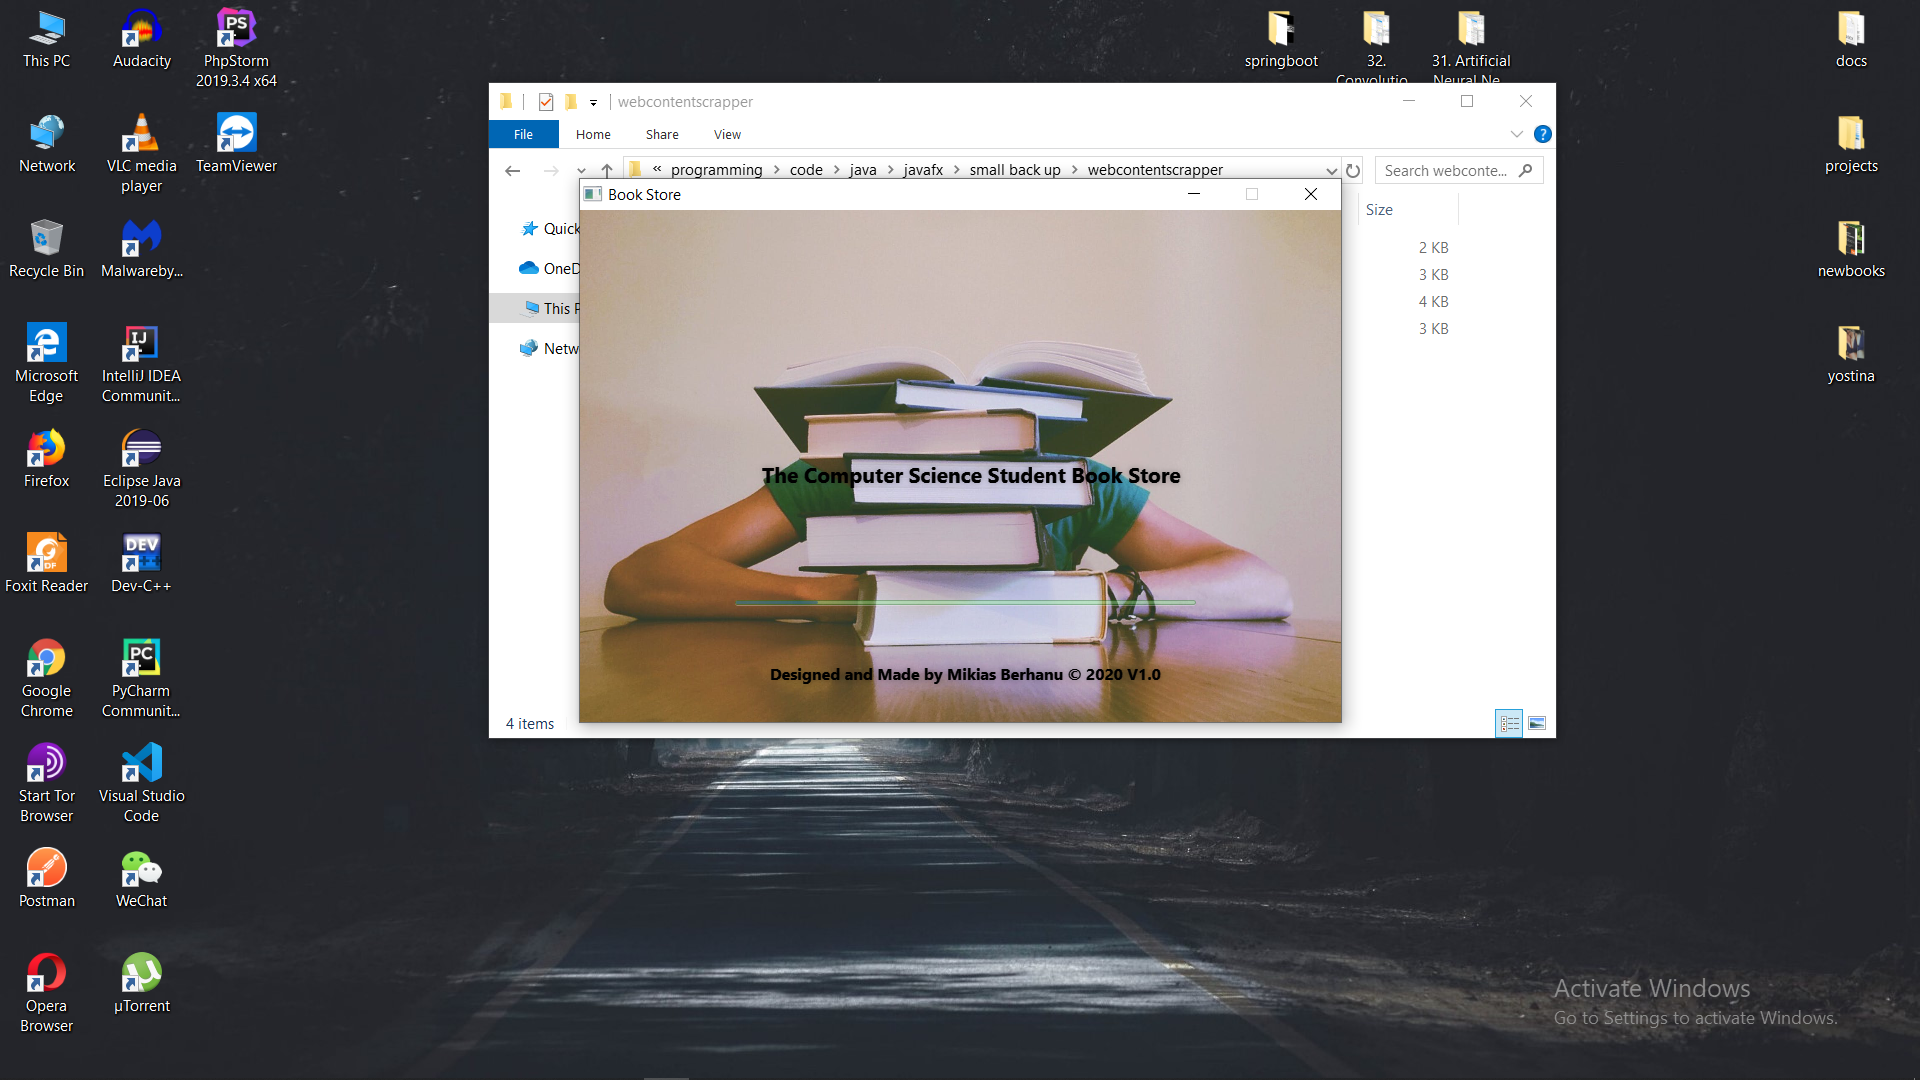 This PC
Audacity
PhpStorm
2019.3.4 x64
springboot
32.
Convolutio...
31. Artificial
Neural Ne...
docs
Network
VLC media
player
TeamViewer
projects
Recycle Bin
Malwareby...
newbooks
Microsoft
Edge
IntelliJ IDEA
Communit...
yostina
Firefox
Eclipse Java
2019-06
Foxit Reader
Dev-C++
Google
Chrome
PyCharm
Communit...
Start Tor
Browser
Visual Studio
Code
Postman
WeChat
Opera
Browser
µTorrent
webcontentscrapper
File Home Share View
« programming > code > java > javafx > small back up > webcontentscrapper
Search webconte...
Size
2 KB
3 KB
4 KB
3 KB
Quick
OneD
This P
Netw
4 items
Book Store
The Computer Science Student Book Store
Designed and Made by Mikias Berhanu © 2020 V1.0
Activate Windows
Go to Settings to activate Windows.